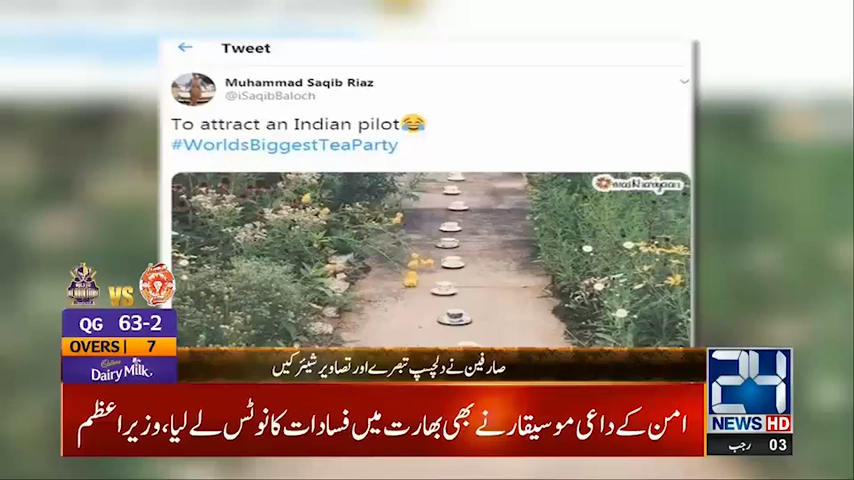 Tweet
Muhammad Saqib Riaz
@iSaqibBaloch
To attract an Indian pilot😂
#WorldsBiggestTeaParty
VS
QG 63-2
OVERS 7
Cadbury
Dairy Milk
صارفین نے دلچسپ تبصرے اور تصاویر شیئر کیں
امن کے داعی موسیقار نے بھی بھارت میں فسادات کا نوٹس لے لیا، وزیراعظم
24
NEWS HD
رجب 03